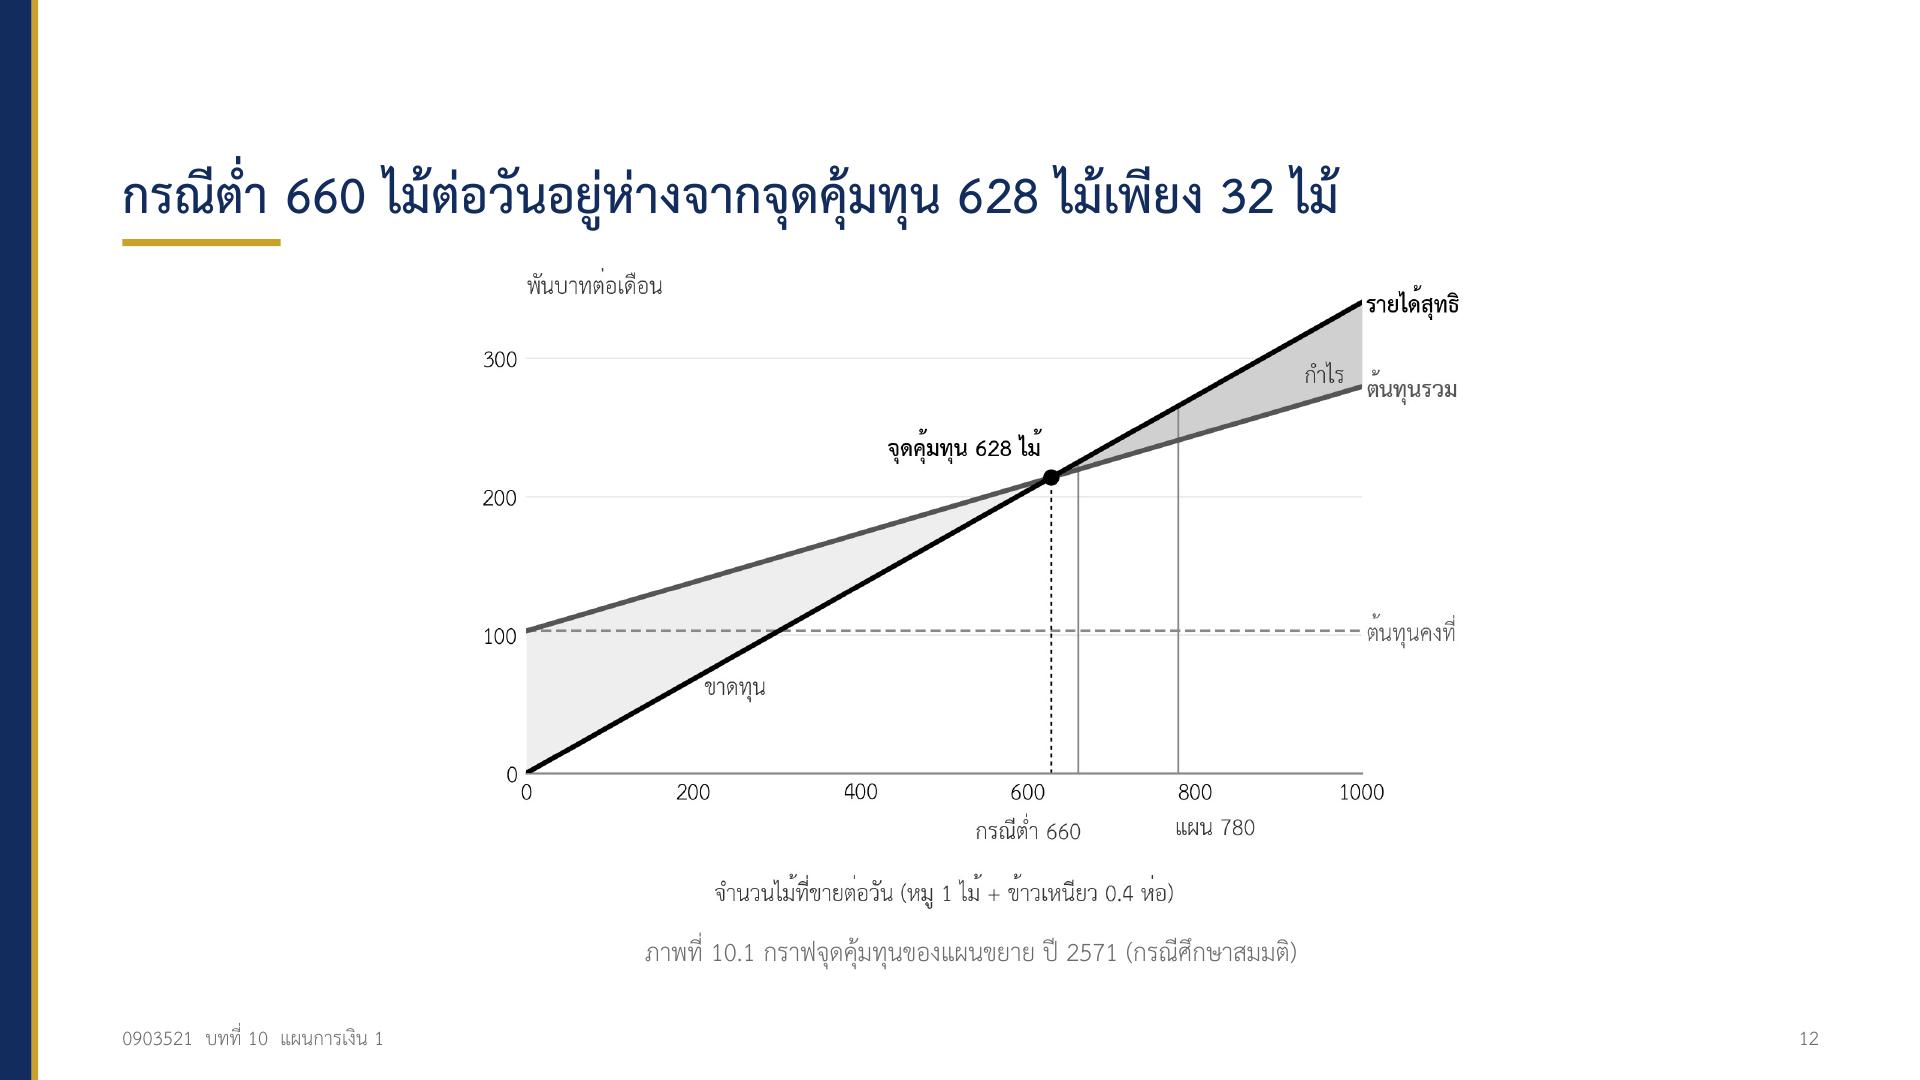 กรณีต่ำ 660 ไม้ต่อวันอยู่ห่างจากจุดคุ้มทุน 628 ไม้เพียง 32 ไม้
พันบาทต่อเดือน
รายได้สุทธิ
300
กำไร
ต้นทุนรวม
จุดคุ้มทุน 628 ไม้
200
100
ต้นทุนคงที่
ขาดทุน
0
0 200 400 600 800 1000
กรณีต่ำ 660 แผน 780
จำนวนไม้ที่ขายต่อวัน (หมู 1 ไม้ + ข้าวเหนียว 0.4 ห่อ)
ภาพที่ 10.1 กราฟจุดคุ้มทุนของแผนขยาย ปี 2571 (กรณีศึกษาสมมติ)
0903521 บทที่ 10 แผนการเงิน 1 12